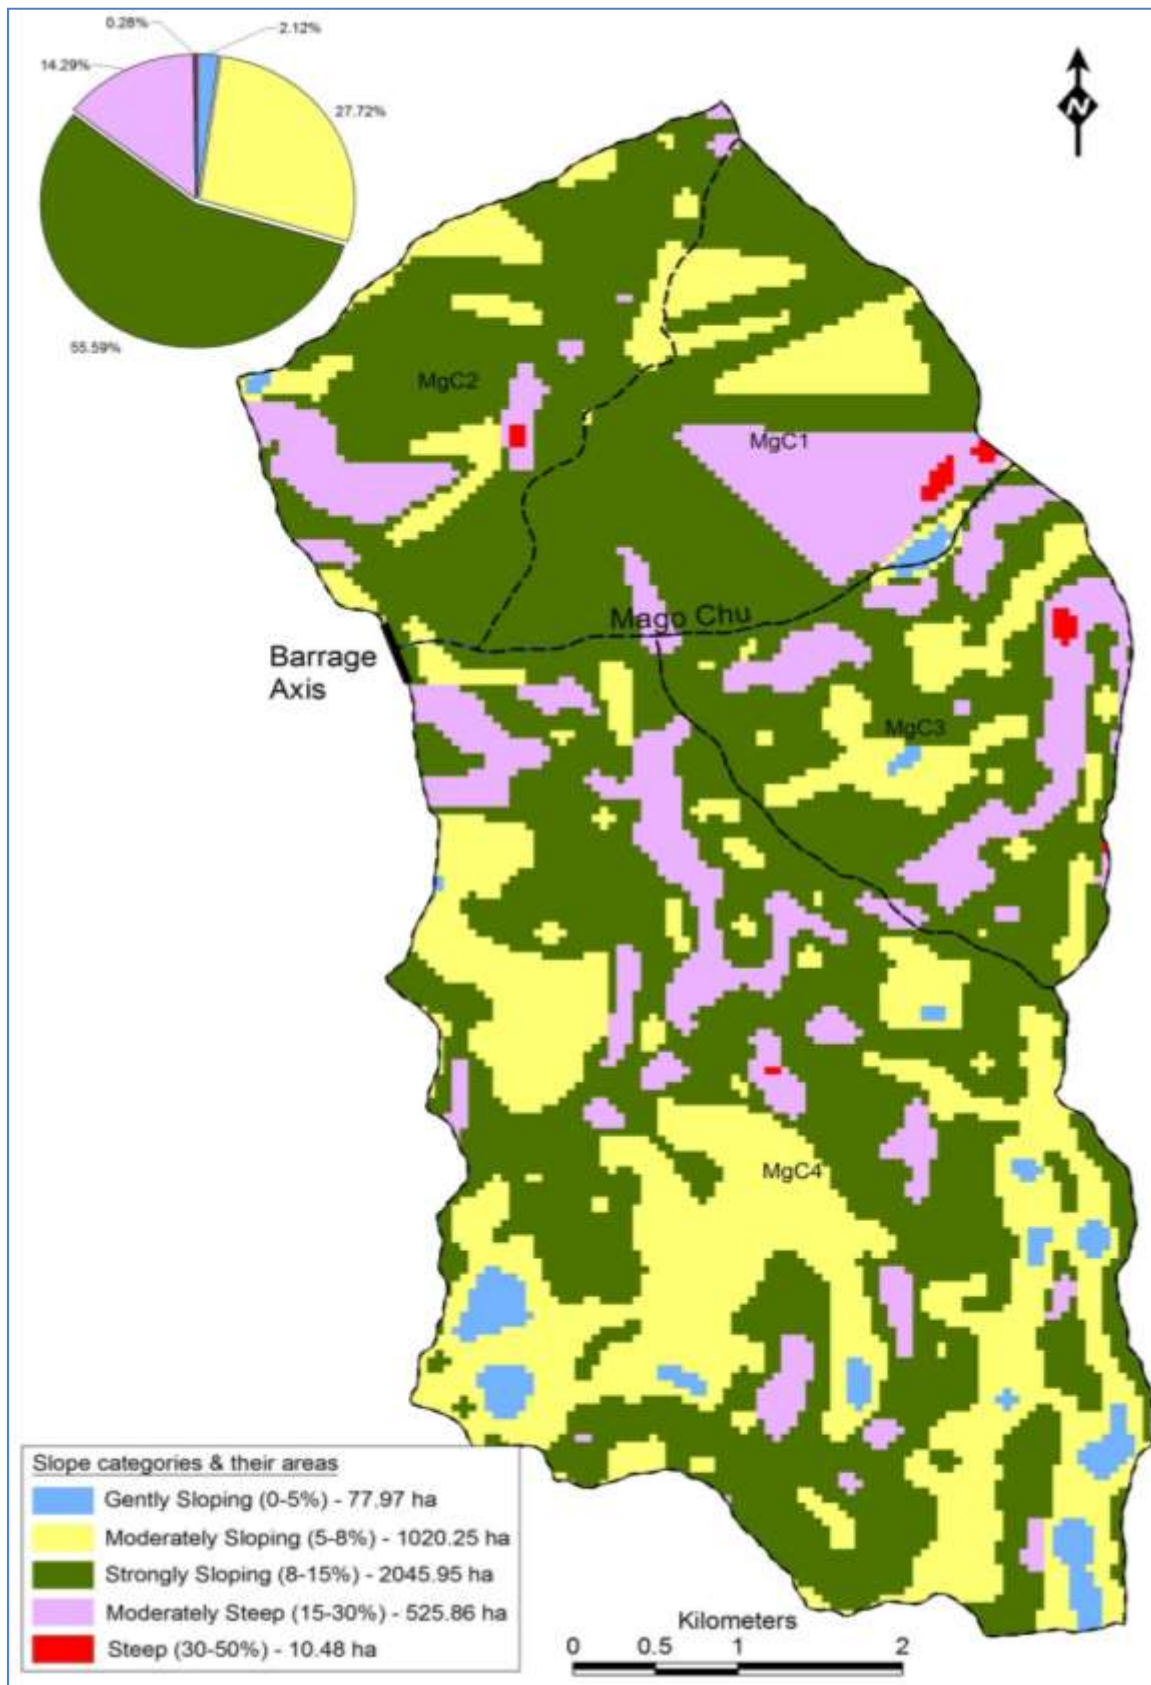 0.28%
2.12%
14.29%
27.72%
55.59%
N
MgC2
MgC1
Mago Chu
Barrage
Axis
MgC3
MgC4
Slope categories & their areas
Gently Sloping (0-5%) - 77.97 ha
Moderately Sloping (5-8%) - 1020.25 ha
Strongly Sloping (8-15%) - 2045.95 ha
Moderately Steep (15-30%) - 525.86 ha
Steep (30-50%) - 10.48 ha
Kilometers
0 0.5 1 2